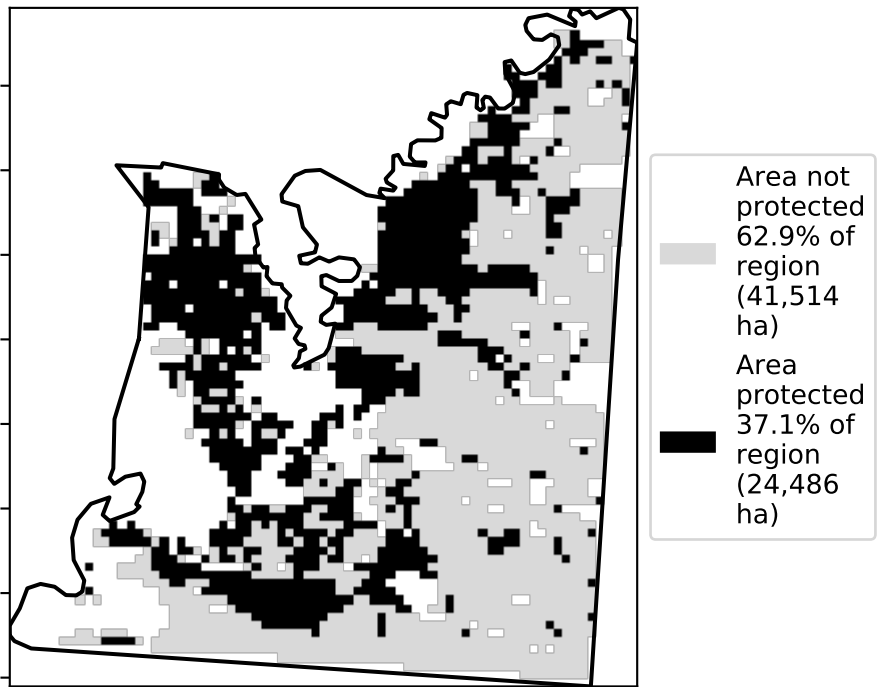 Area not
protected
62.9% of
region
(41,514
ha)
Area
protected
37.1% of
region
(24,486
ha)